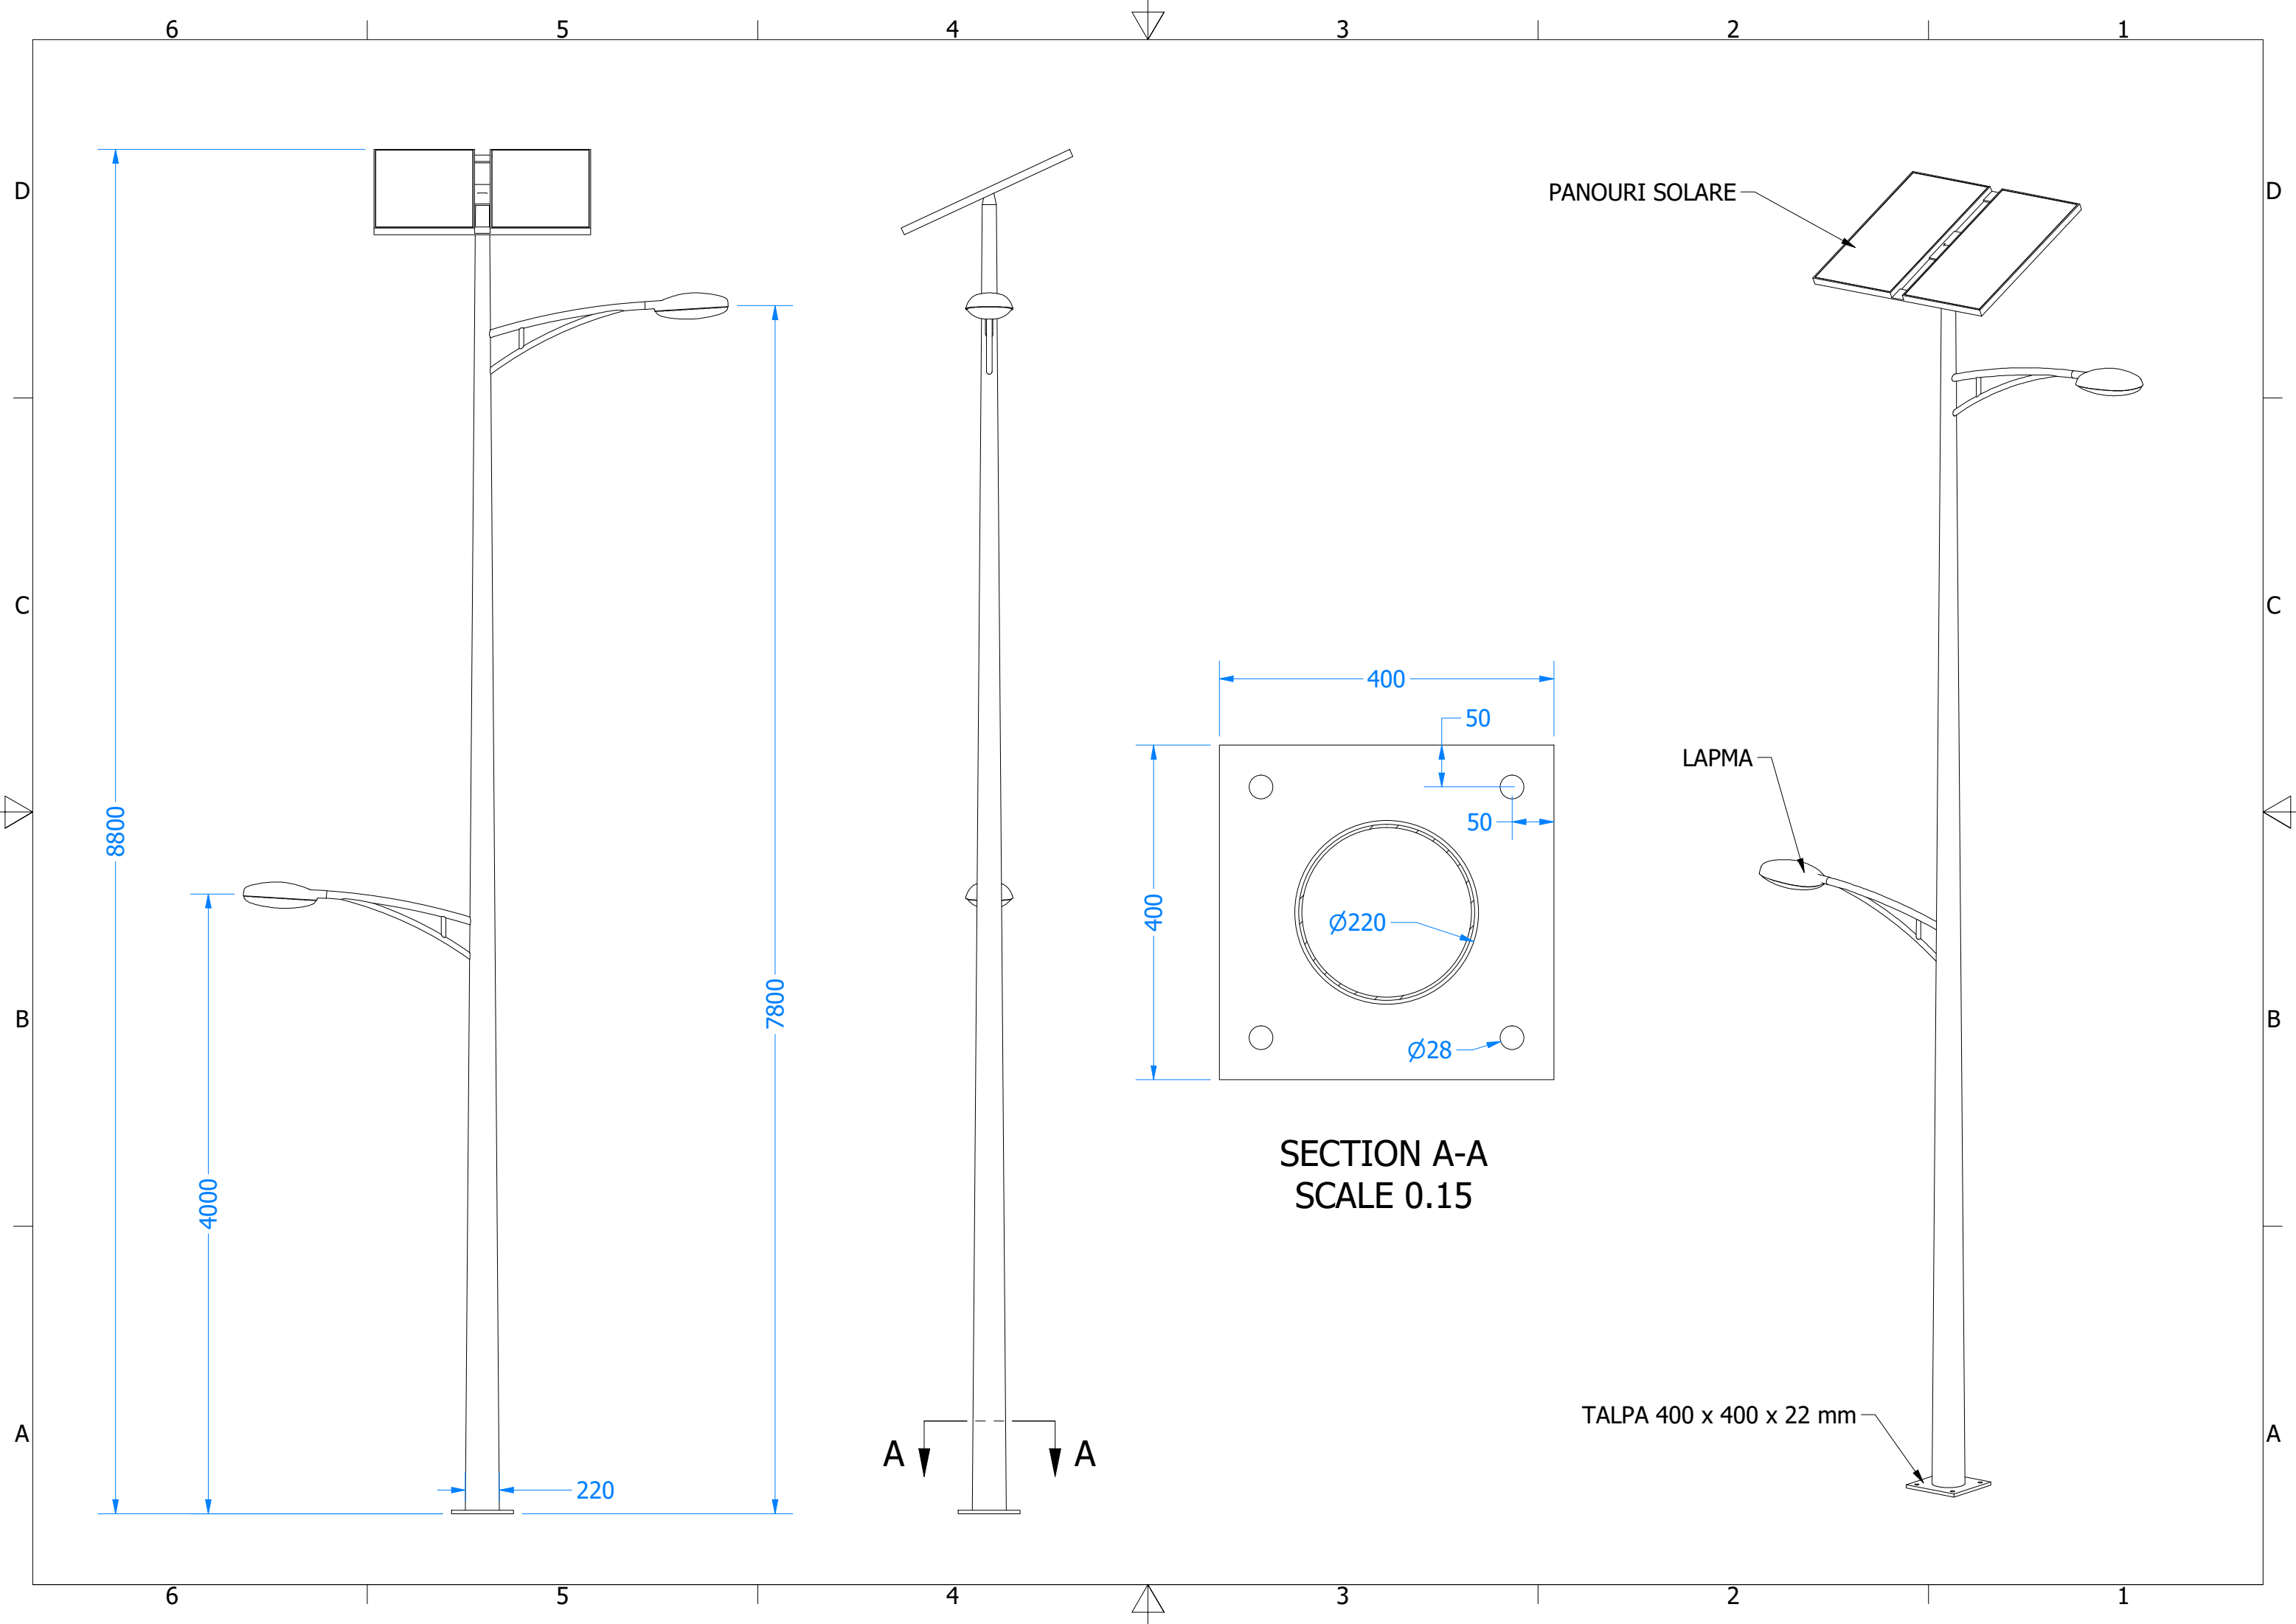 6 5 4 3 2 1
D D
C C
B B
A A
8800
4000
7800
220
A A
400
50
50
400
Ø220
Ø28
SECTION A-A
SCALE 0.15
PANOURI SOLARE
LAPMA
TALPA 400 x 400 x 22 mm
6 5 4 3 2 1